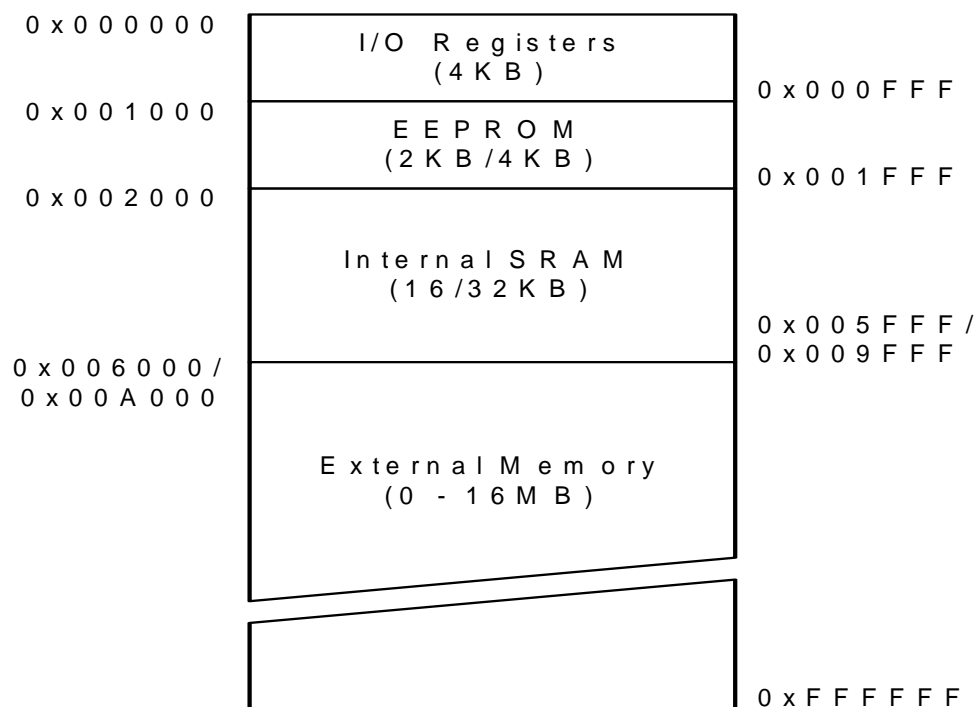 0x000000
I/O Registers
(4KB)
0x000FFF
0x001000
EEPROM
(2KB/4KB)
0x001FFF
0x002000
Internal SRAM
(16/32KB)
0x005FFF/
0x009FFF
0x006000/
0x00A000
External Memory
(0 - 16MB)
0xFFFFFF